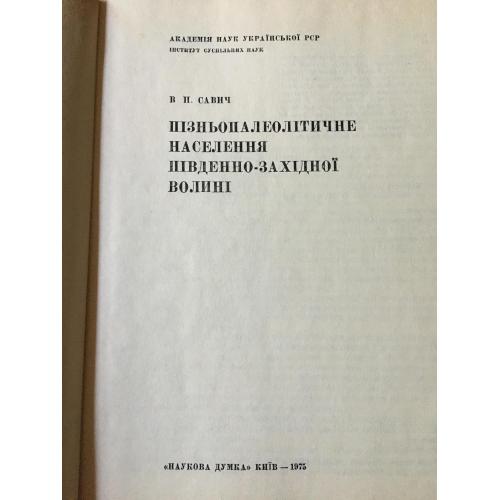 АКАДЕМІЯ НАУК УКРАЇНСЬКОЇ РСР
ІНСТИТУТ СУСПІЛЬНИХ НАУК
В. П. САВИЧ
ПІЗНЬОПАЛЕОЛІТИЧНЕ
НАСЕЛЕННЯ
ПІВДЕННО-ЗАХІДНОЇ
ВОЛИНІ
«НАУКОВА ДУМКА» КИЇВ — 1975